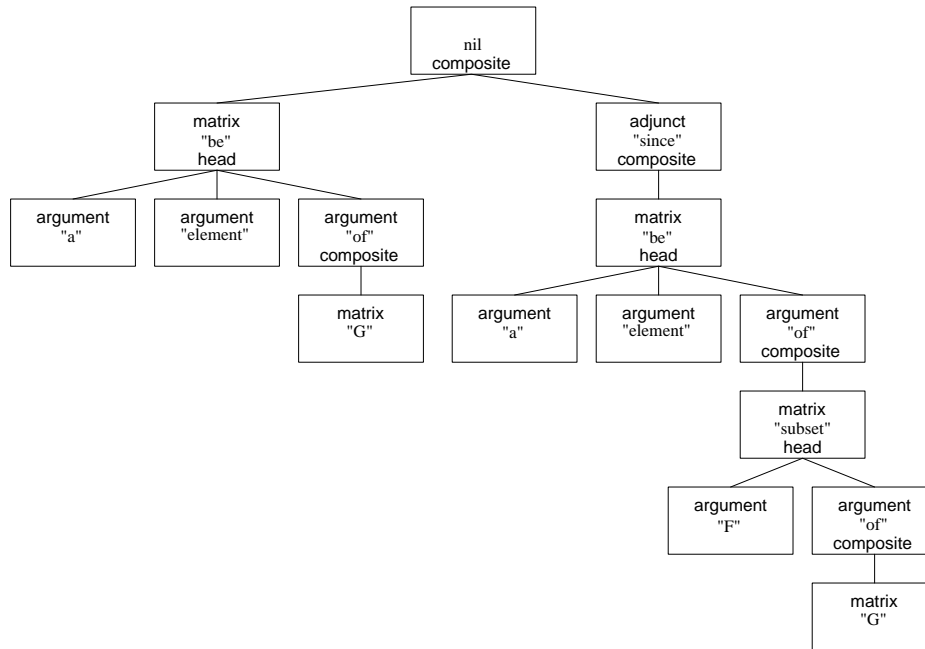 nil
composite
matrix
"be"
head
adjunct
"since"
composite
argument
"a"
argument
"element"
argument
"of"
composite
matrix
"be"
head
matrix
"G"
argument
"a"
argument
"element"
argument
"of"
composite
matrix
"subset"
head
argument
"F"
argument
"of"
composite
matrix
"G"